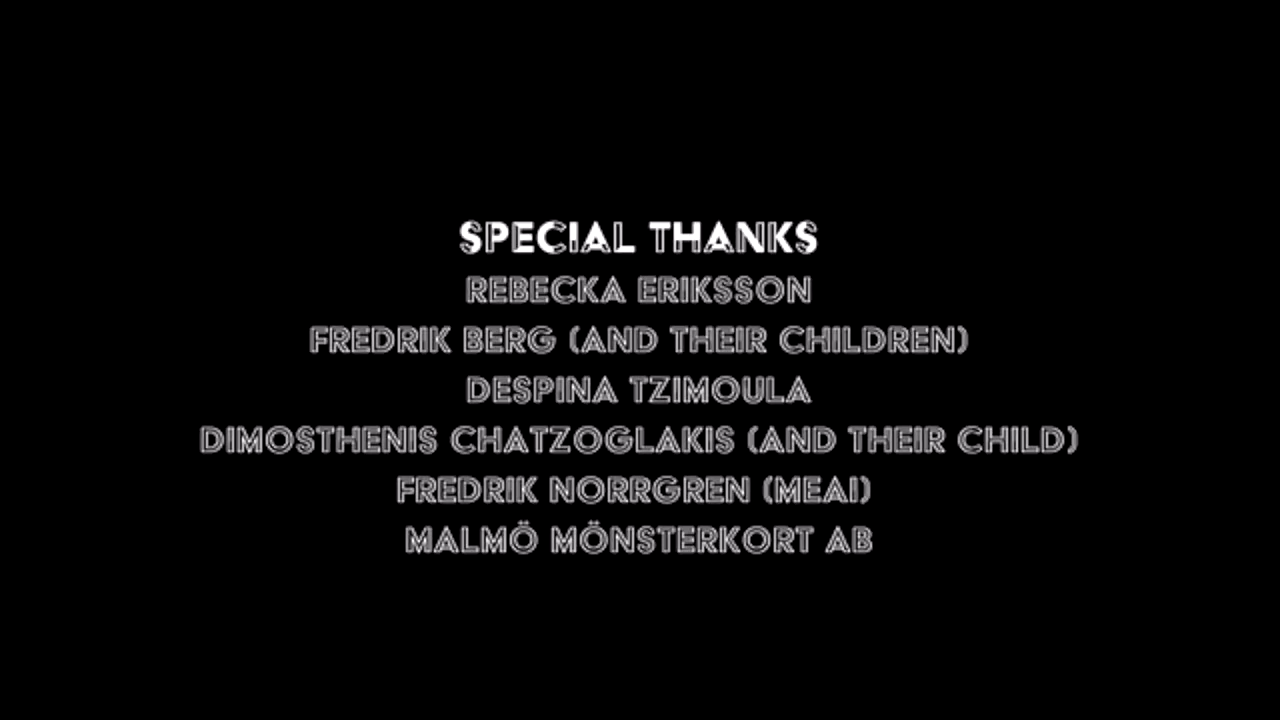 SPECIAL THANKS
REBECKA ERIKSSON
FREDRIK BERG (AND THEIR CHILDREN)
DESPINA TZIMOULA
DIMOSTHENIS CHATZOGLAKIS (AND THEIR CHILD)
FREDRIK NORRGREN (MEAI)
MALMÖ MÖNSTERKORT AB